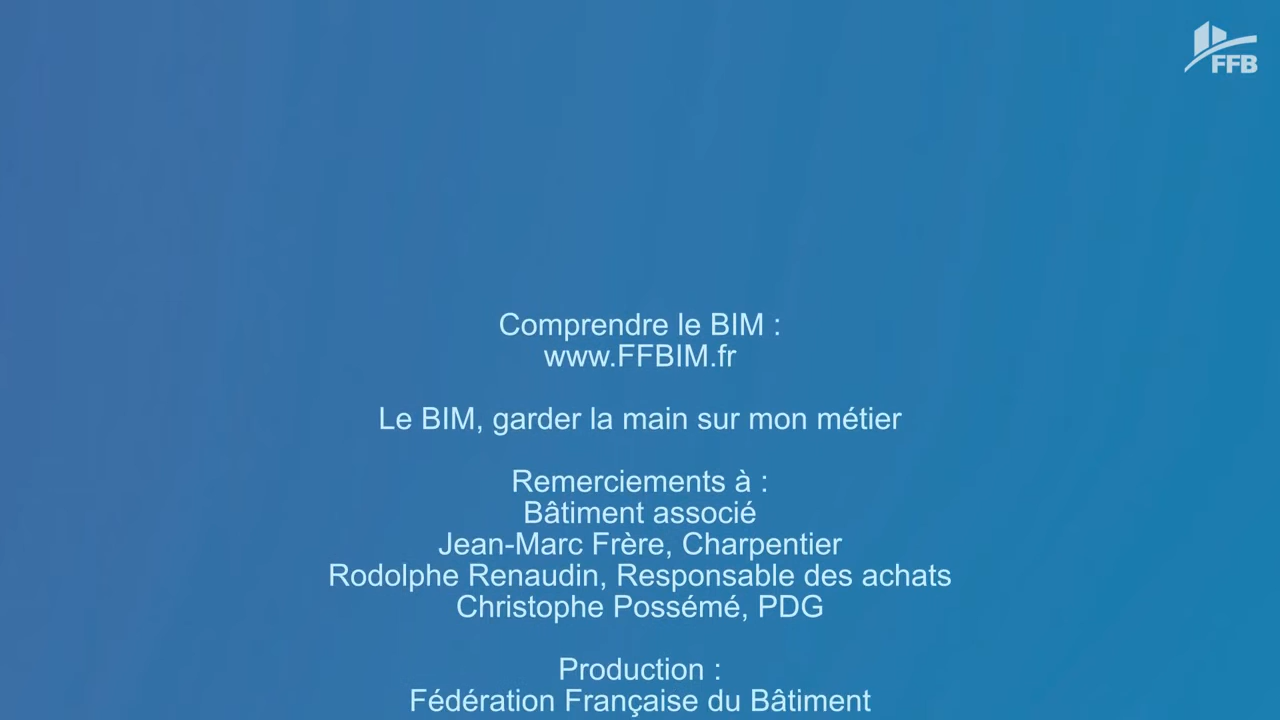 FFB
Comprendre le BIM :
www.FFBIM.fr
Le BIM, garder la main sur mon métier
Remerciements à :
Bâtiment associé
Jean-Marc Frère, Charpentier
Rodolphe Renaudin, Responsable des achats
Christophe Possémé, PDG
Production :
Fédération Française du Bâtiment